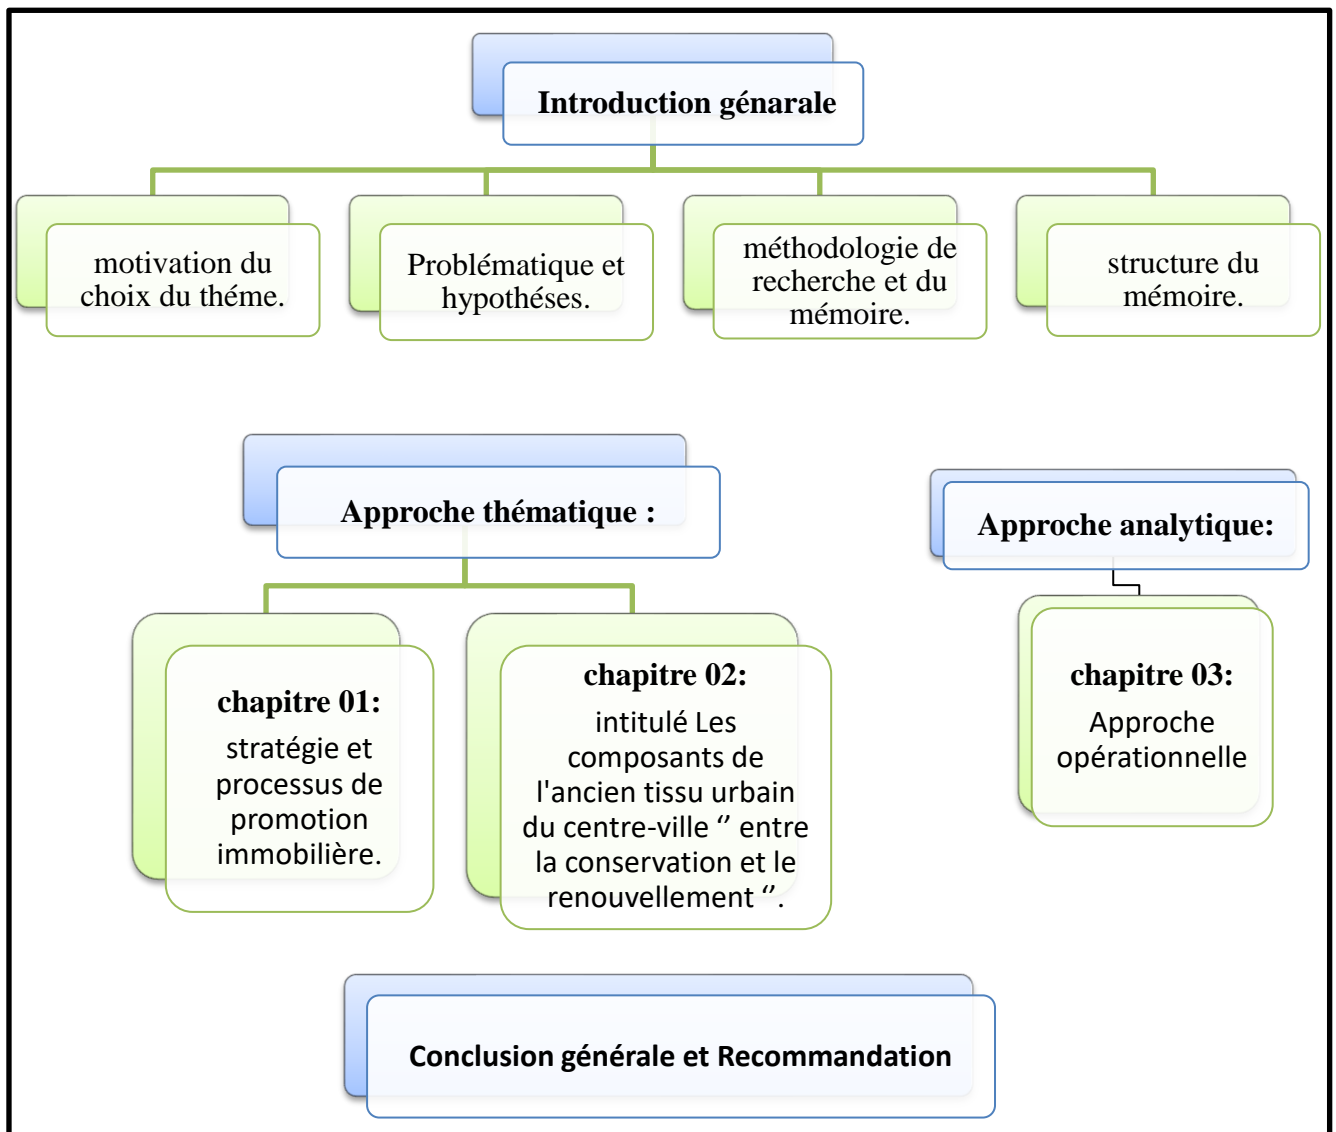 Introduction génarale
motivation du
choix du théme.
Problématique et
hypothéses.
méthodologie de
recherche et du
mémoire.
structure du
mémoire.
Approche thématique :
Approche analytique:
chapitre 01:
stratégie et
processus de
promotion
immobilière.
chapitre 02:
intitulé Les
composants de
l'ancien tissu urbain
du centre-ville ‘’ entre
la conservation et le
renouvellement ‘’.
chapitre 03:
Approche
opérationnelle
Conclusion générale et Recommandation